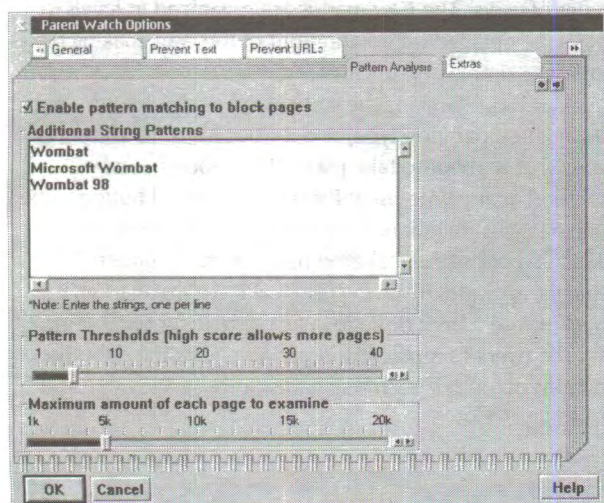 Parent Watch Options
General Prevent Text Prevent URLs
Pattern Analysis Extras
Enable pattern matching to block pages
Additional String Patterns
Wombat
Microsoft Wombat
Wombat 98
*Note: Enter the strings, one per line
Pattern Thresholds (high score allows more pages)
1 10 20 30 40
Maximum amount of each page to examine
1k 5k 10k 15k 20k
OK Cancel Help